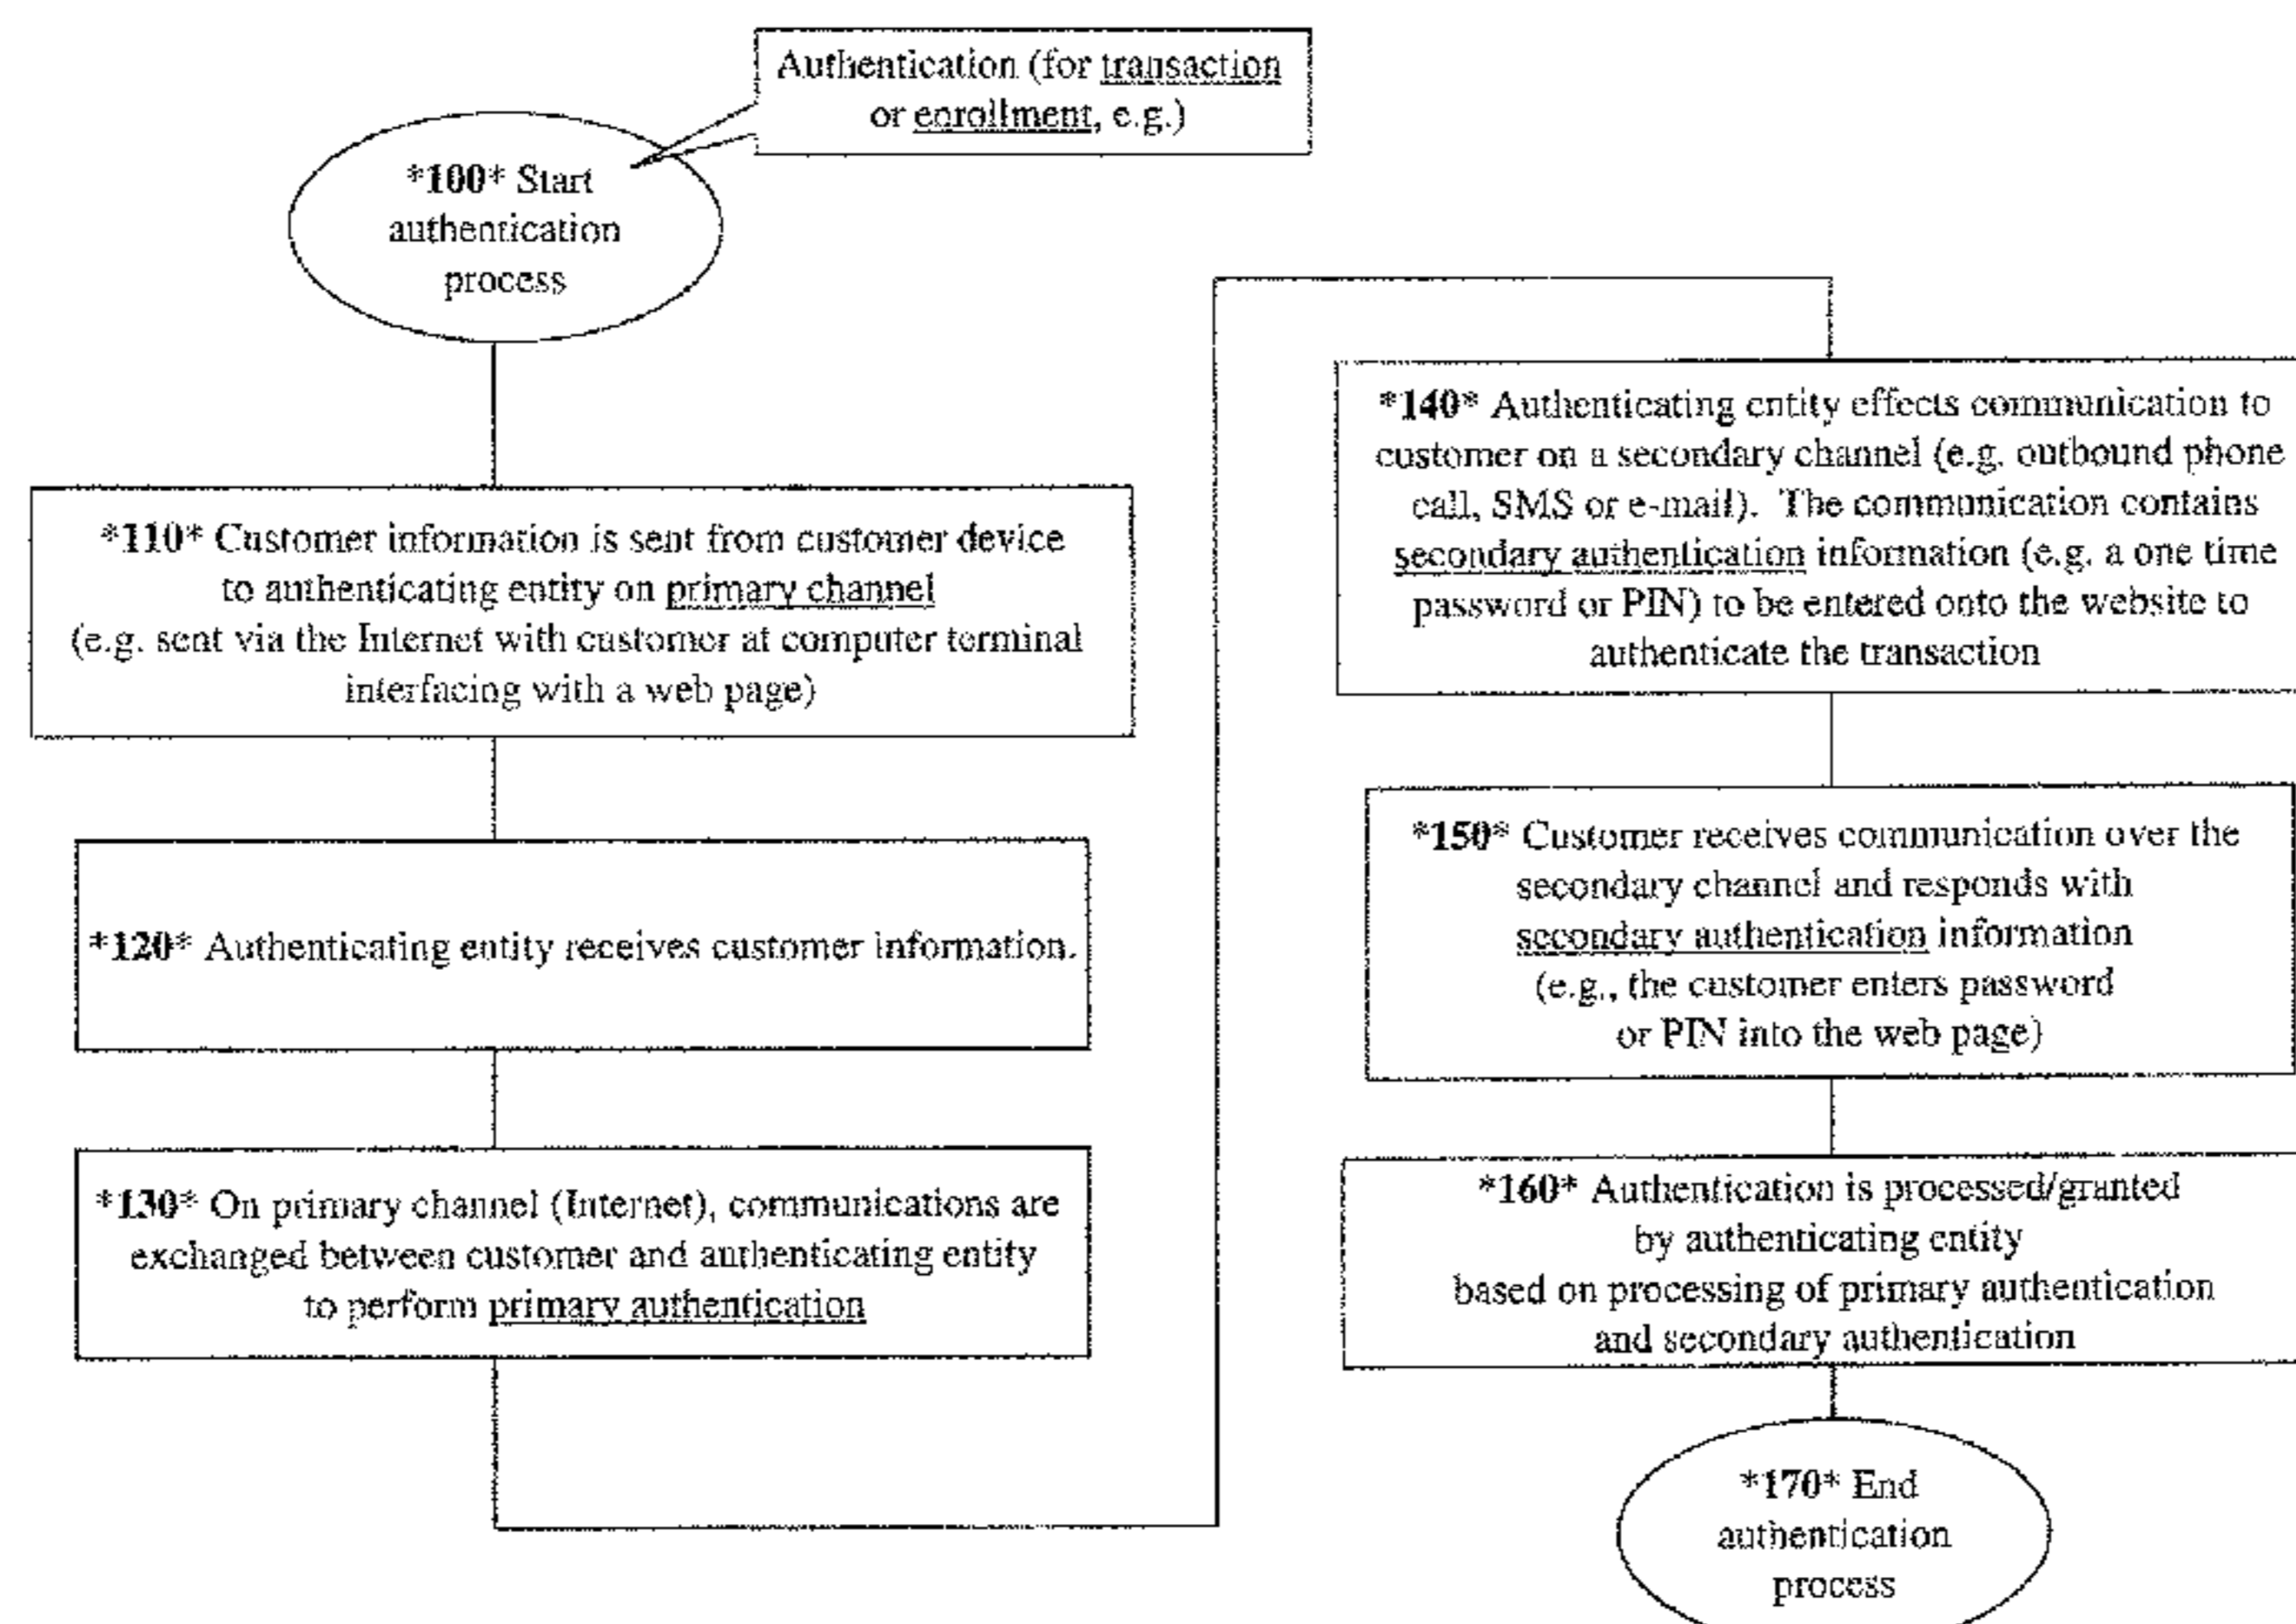 Authentication (for transaction
or enrollment, e.g.)
*100* Start
authentication
process
*110* Customer information is sent from customer device
to authenticating entity on primary channel
(e.g. sent via the Internet with customer at computer terminal
interfacing with a web page)
*120* Authenticating entity receives customer information.
*130* On primary channel (Internet), communications are
exchanged between customer and authenticating entity
to perform primary authentication
*140* Authenticating entity effects communication to
customer on a secondary channel (e.g. outbound phone
call, SMS or e-mail). The communication contains
secondary authentication information (e.g. a one time
password or PIN) to be entered onto the website to
authenticate the transaction
*150* Customer receives communication over the
secondary channel and responds with
secondary authentication information
(e.g., the customer enters password
or PIN into the web page)
*160* Authentication is processed/granted
by authenticating entity
based on processing of primary authentication
and secondary authentication
*170* End
authentication
process